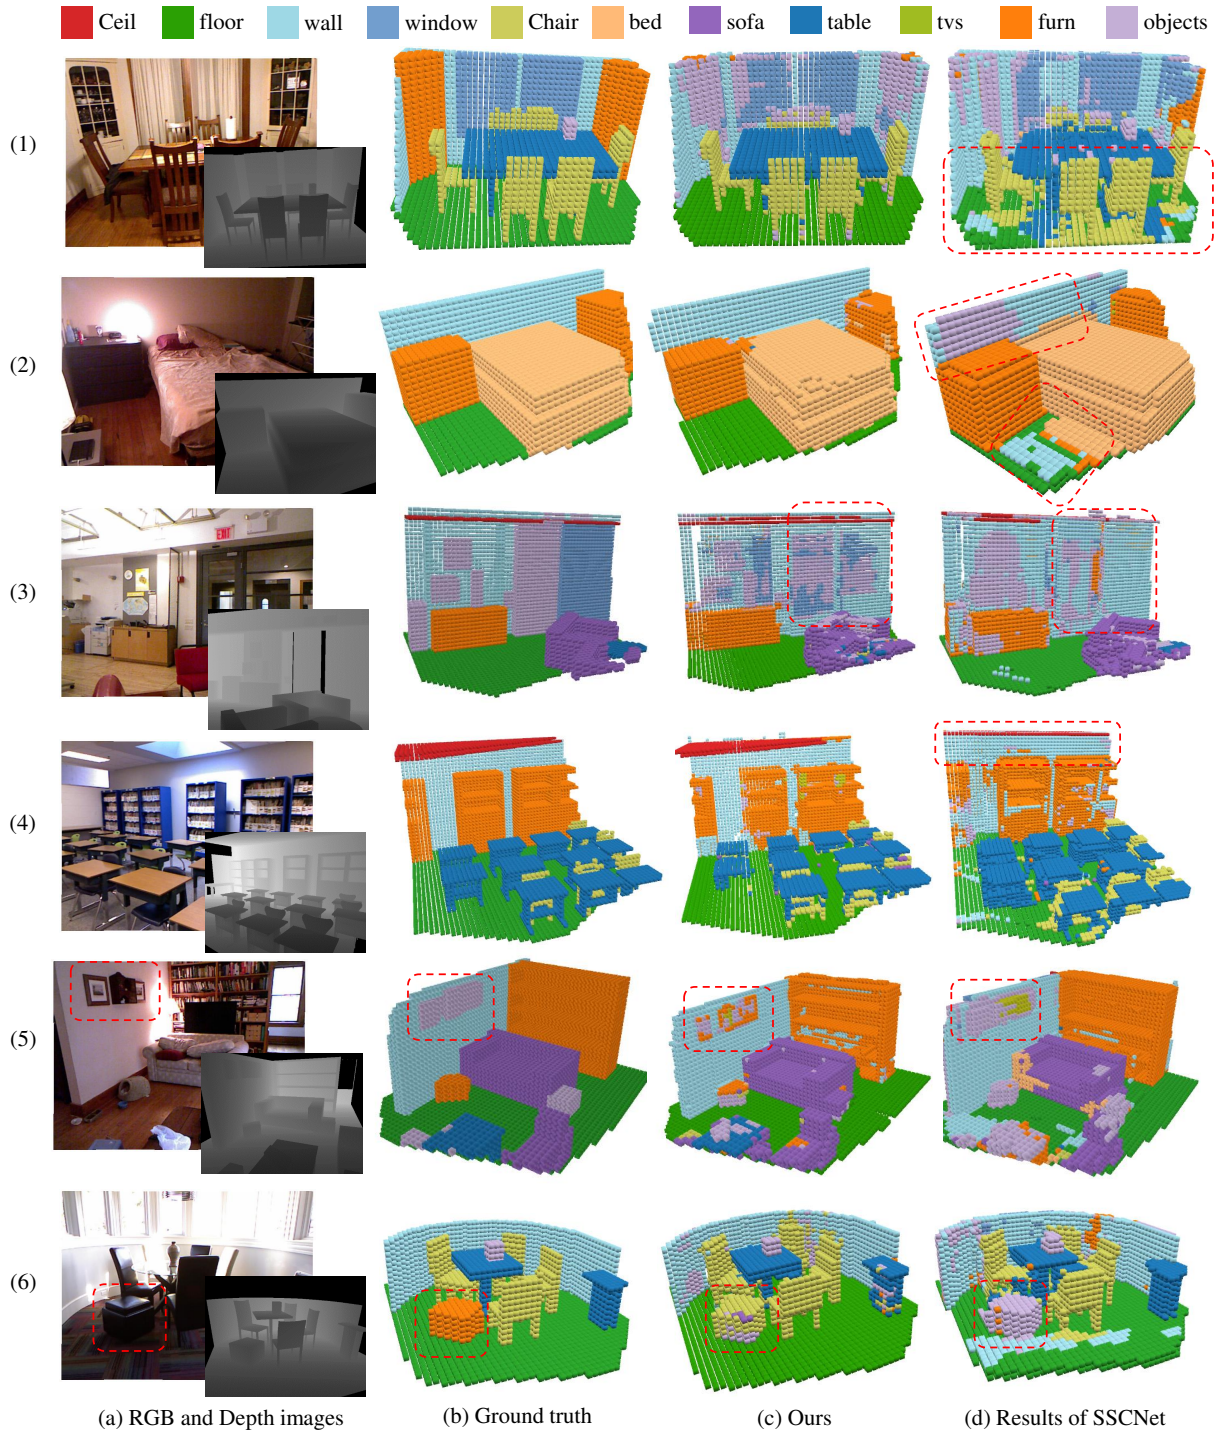 Ceil floor wall window Chair bed sofa table tvs furn objects
(1)
EXIT
(2)
(3)
(4)
(5)
(6)
(a) RGB and Depth images (b) Ground truth (c) Ours (d) Results of SSCNet